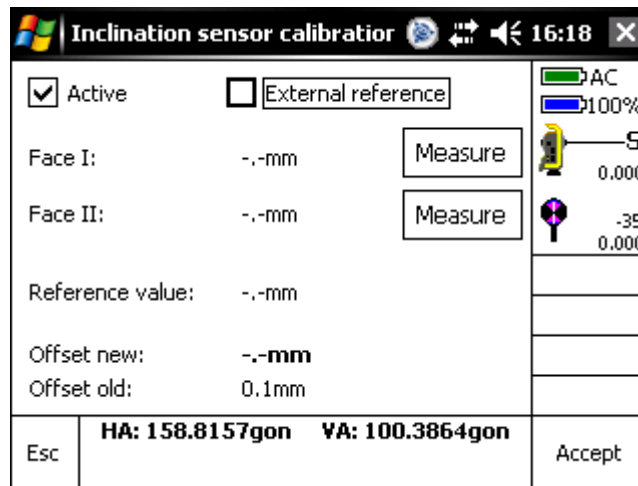 Inclination sensor calibratior 16:18
Active External reference
AC
100%
Face I: -.-mm Measure
S
0.000
Face II: -.-mm Measure
-39
0.000
Reference value: -.-mm
Offset new: -.-mm
Offset old: 0.1mm
Esc HA: 158.8157gon VA: 100.3864gon Accept